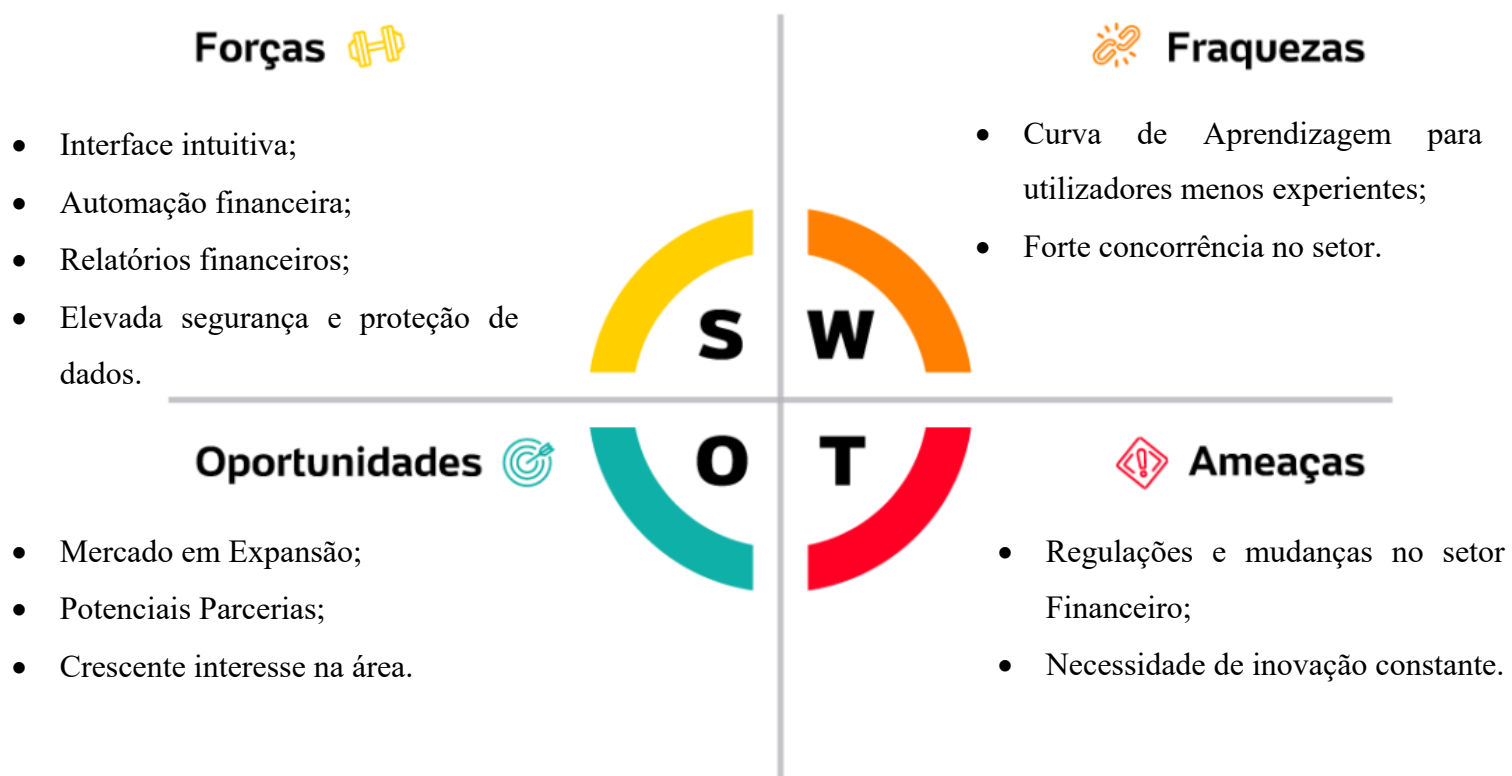 Forças
• Interface intuitiva;
• Automação financeira;
• Relatórios financeiros;
• Elevada segurança e proteção de
dados.
Fraquezas
• Curva de Aprendizagem para
utilizadores menos experientes;
• Forte concorrência no setor.
S W
O T
Oportunidades
• Mercado em Expansão;
• Potenciais Parcerias;
• Crescente interesse na área.
Ameaças
• Regulações e mudanças no setor
Financeiro;
• Necessidade de inovação constante.